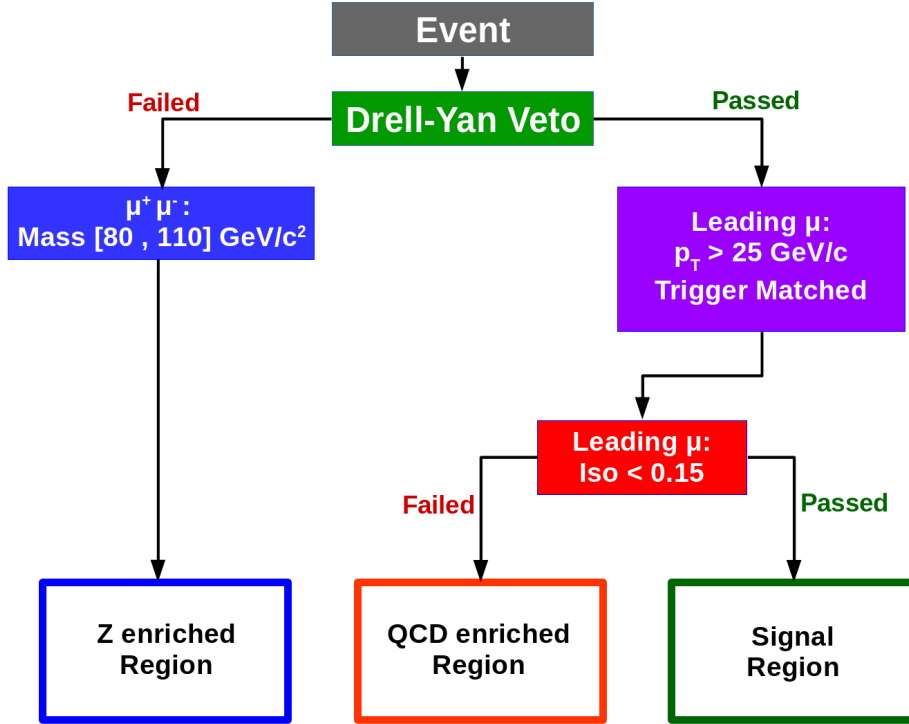 Event
Failed
Drell-Yan Veto
Passed
μ⁺ μ⁻ :
Mass [80 , 110] GeV/c²
Leading μ:
p_T > 25 GeV/c
Trigger Matched
Leading μ:
Iso < 0.15
Failed
Passed
Z enriched
Region
QCD enriched
Region
Signal
Region